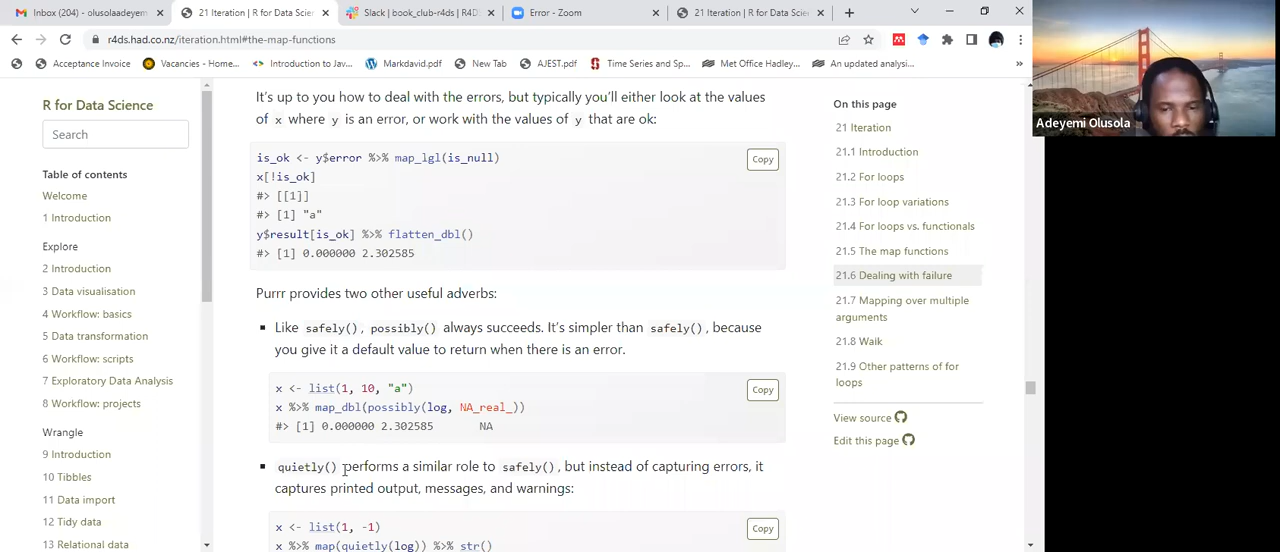 Inbox (204) - olusolaadeyem
21 Iteration | R for Data Science
Slack | book_club-r4ds | R4DS
Error - Zoom
21 Iteration | R for Data Scie
r4ds.had.co.nz/iteration.html#the-map-functions
Acceptance Invoice
Vacancies - Home...
Introduction to Jav...
Markdavid.pdf
New Tab
AJEST.pdf
Time Series and Sp...
Met Office Hadley...
An updated analysi...
»
Adeyemi Olusola
R for Data Science
Search
Table of contents
Welcome
1 Introduction
Explore
2 Introduction
3 Data visualisation
4 Workflow: basics
5 Data transformation
6 Workflow: scripts
7 Exploratory Data Analysis
8 Workflow: projects
Wrangle
9 Introduction
10 Tibbles
11 Data import
12 Tidy data
13 Relational data
It's up to you how to deal with the errors, but typically you'll either look at the values
of x where y is an error, or work with the values of y that are ok:
Copy
is_ok <- y$error %>% map_lgl(is_null)
x[!is_ok]
#> [[1]]
#> [1] "a"
y$result[is_ok] %>% flatten_dbl()
#> [1] 0.000000 2.302585
Purrr provides two other useful adverbs:
▪ Like safely(), possibly() always succeeds. It's simpler than safely(), because
you give it a default value to return when there is an error.
Copy
x <- list(1, 10, "a")
x %>% map_dbl(possibly(log, NA_real_))
#> [1] 0.000000 2.302585       NA
▪ quietly() performs a similar role to safely(), but instead of capturing errors, it
captures printed output, messages, and warnings:
Copy
x <- list(1, -1)
x %>% map(quietly(log)) %>% str()
On this page
21 Iteration
21.1 Introduction
21.2 For loops
21.3 For loop variations
21.4 For loops vs. functionals
21.5 The map functions
21.6 Dealing with failure
21.7 Mapping over multiple
arguments
21.8 Walk
21.9 Other patterns of for
loops
View source
Edit this page